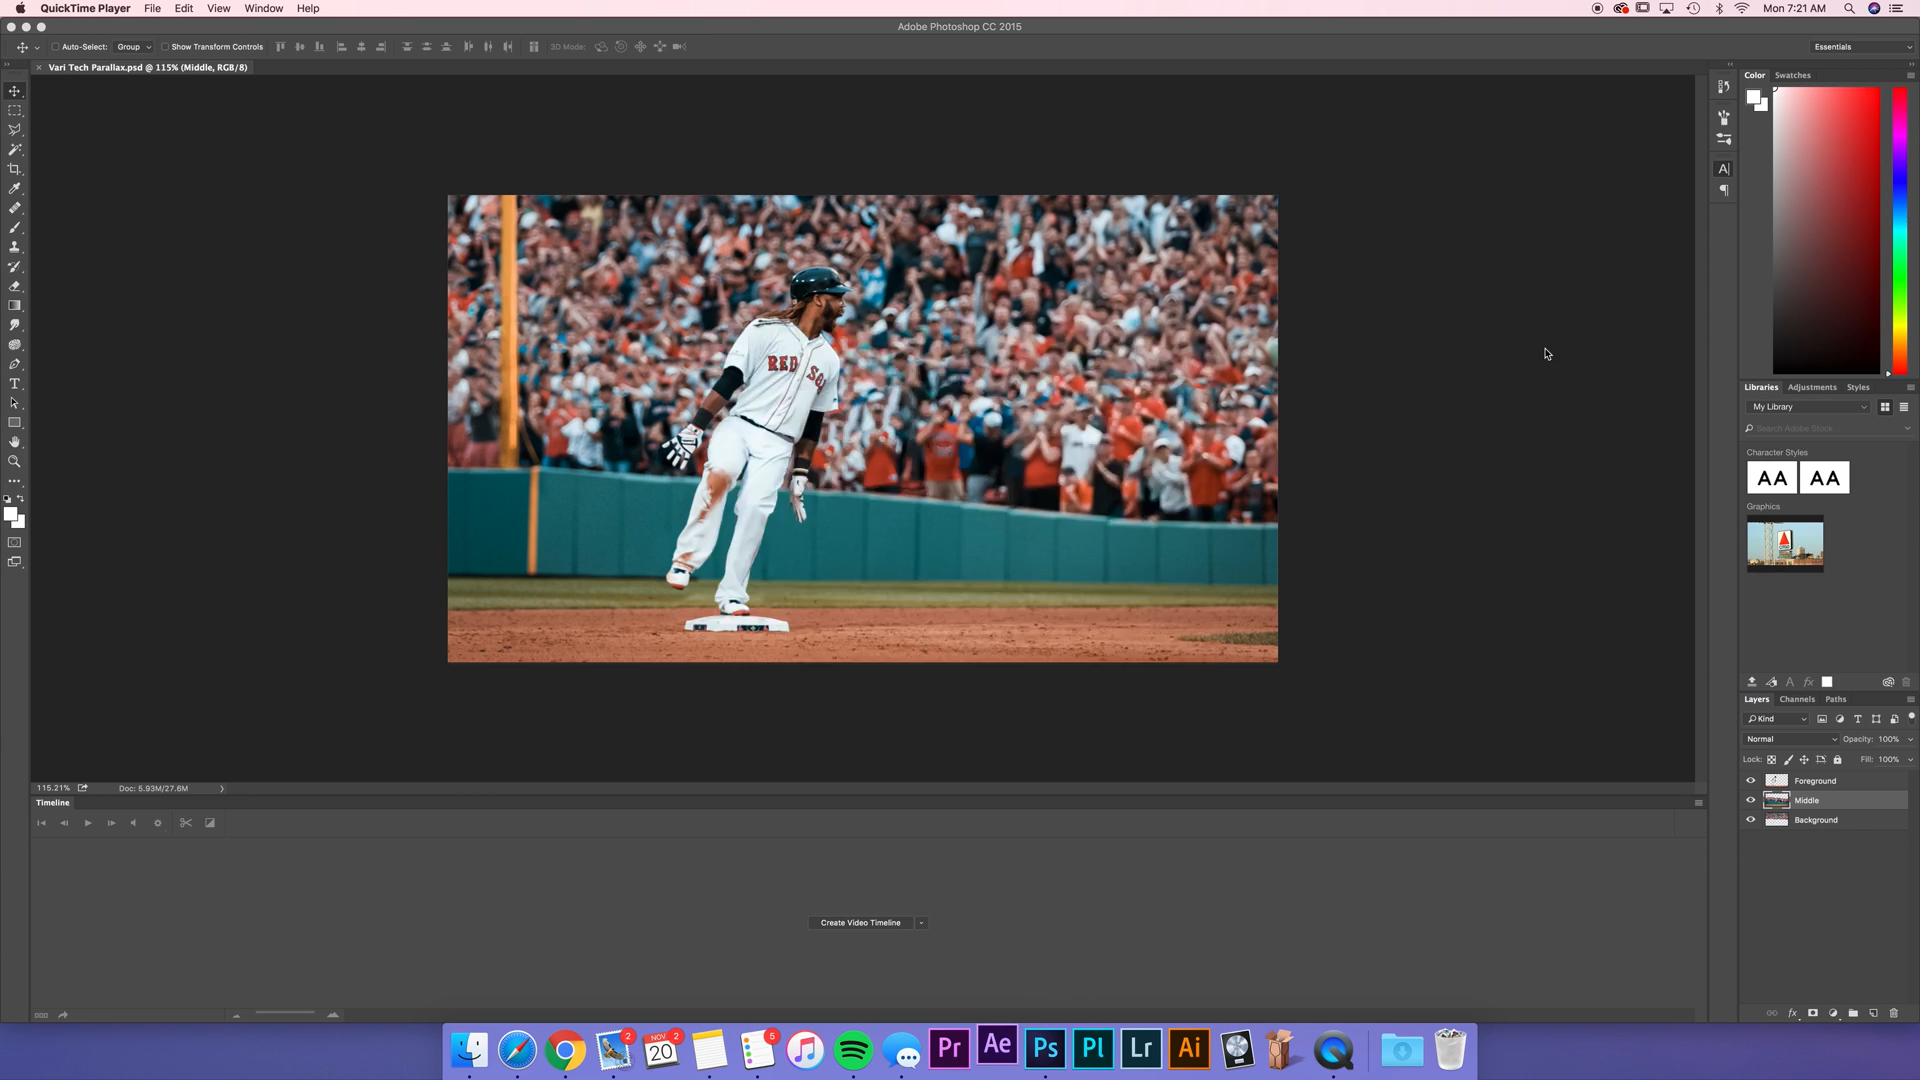 QuickTime Player File Edit View Window Help Mon 7:21 AM
Adobe Photoshop CC 2015
Auto-Select: Group Show Transform Controls 3D Mode: Essentials
Vari Tech Parallax.psd @ 115% (Middle, RGB/8)
Color Swatches
RED SO
Libraries Adjustments Styles
My Library
Search Adobe Stock
Character Styles
AA AA
Graphics
Layers Channels Paths
Kind
Normal Opacity: 100%
Lock: Fill: 100%
Foreground
Middle
Background
115.21% Doc: 5.93M/27.6M
Timeline
Create Video Timeline
2 NOV 20 2 5 Pr Ae Ps Pl Lr Ai